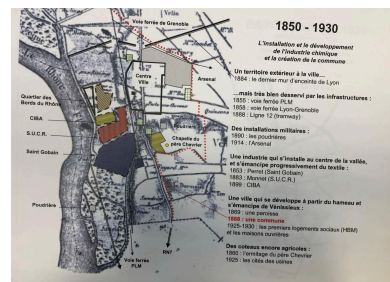 1850 - 1930
L'installation et le développement
de l'industrie chimique
et la création de la commune
Un territoire extérieur à la ville...
1884 : le dernier mur d'enceinte de Lyon
...mais très bien desservi par les infrastructures :
1855 : voie ferrée PLM
1858 : voie ferrée Lyon-Grenoble
1888 : Ligne 12 (tramway)
Des installations militaires :
1890 : les poudrières
1914 : l'Arsenal
Une industrie qui s'installe au centre de la vallée,
et s'émancipe progressivement du textile :
1853 : Perret (Saint Gobain)
1883 : Monnet (S.U.C.R.)
1899 : CIBA
Une ville qui se développe à partir du hameau et
s'émancipe de Vénissieux :
1869 : une paroisse
1888 : une commune
1925-1930 : les premiers logements sociaux (HBM)
et les maisons ouvrières
Des coteaux encore agricoles :
1860 : l'ermitage du père Chevrier
1925 : les cités des usines
Voie ferrée de Grenoble
Centre
Ville
Arsenal
Quartier des
Bords du Rhône
CIBA
S.U.C.R.
Saint Gobain
Poudrière
Poudrière
Chapelle du
père Chevrier
Voie ferrée
PLM
RN7